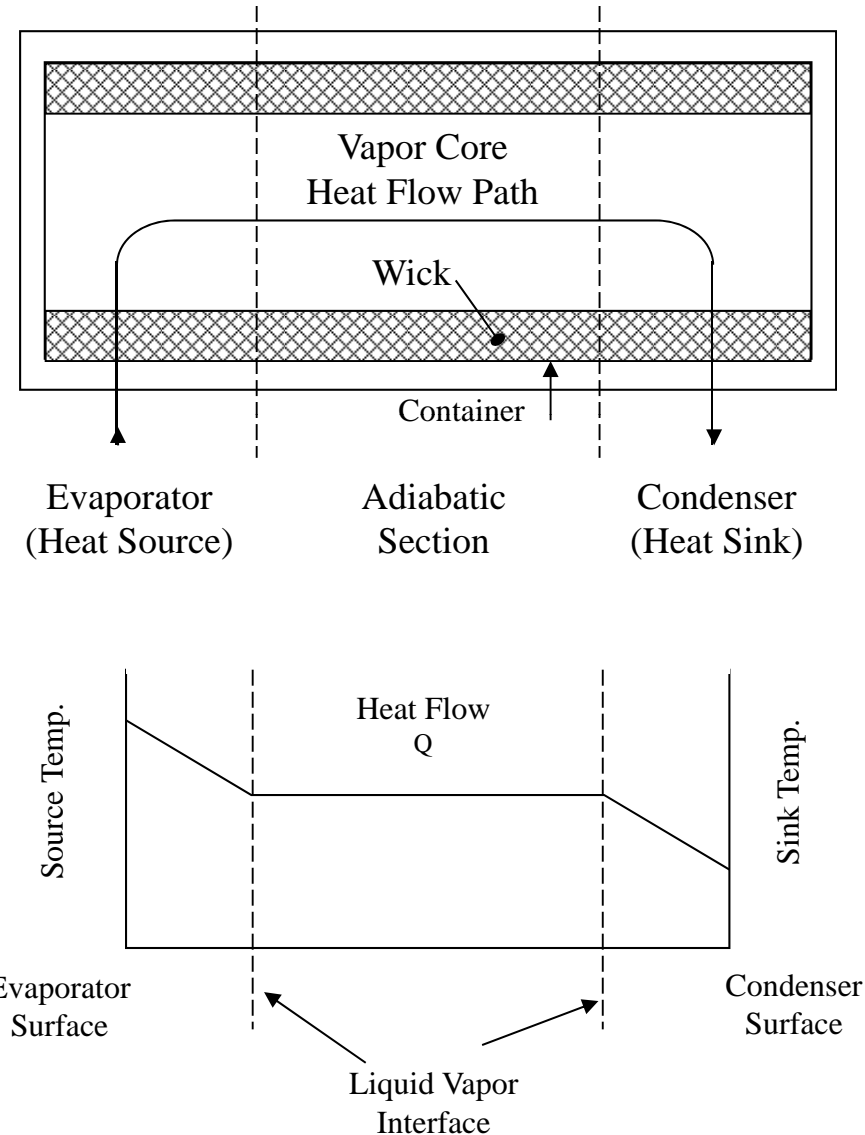 Vapor Core
Heat Flow Path
Wick
Container
Evaporator
(Heat Source)
Adiabatic
Section
Condenser
(Heat Sink)
Source Temp.
Heat Flow
Q
Sink Temp.
Evaporator
Surface
Condenser
Surface
Liquid Vapor
Interface